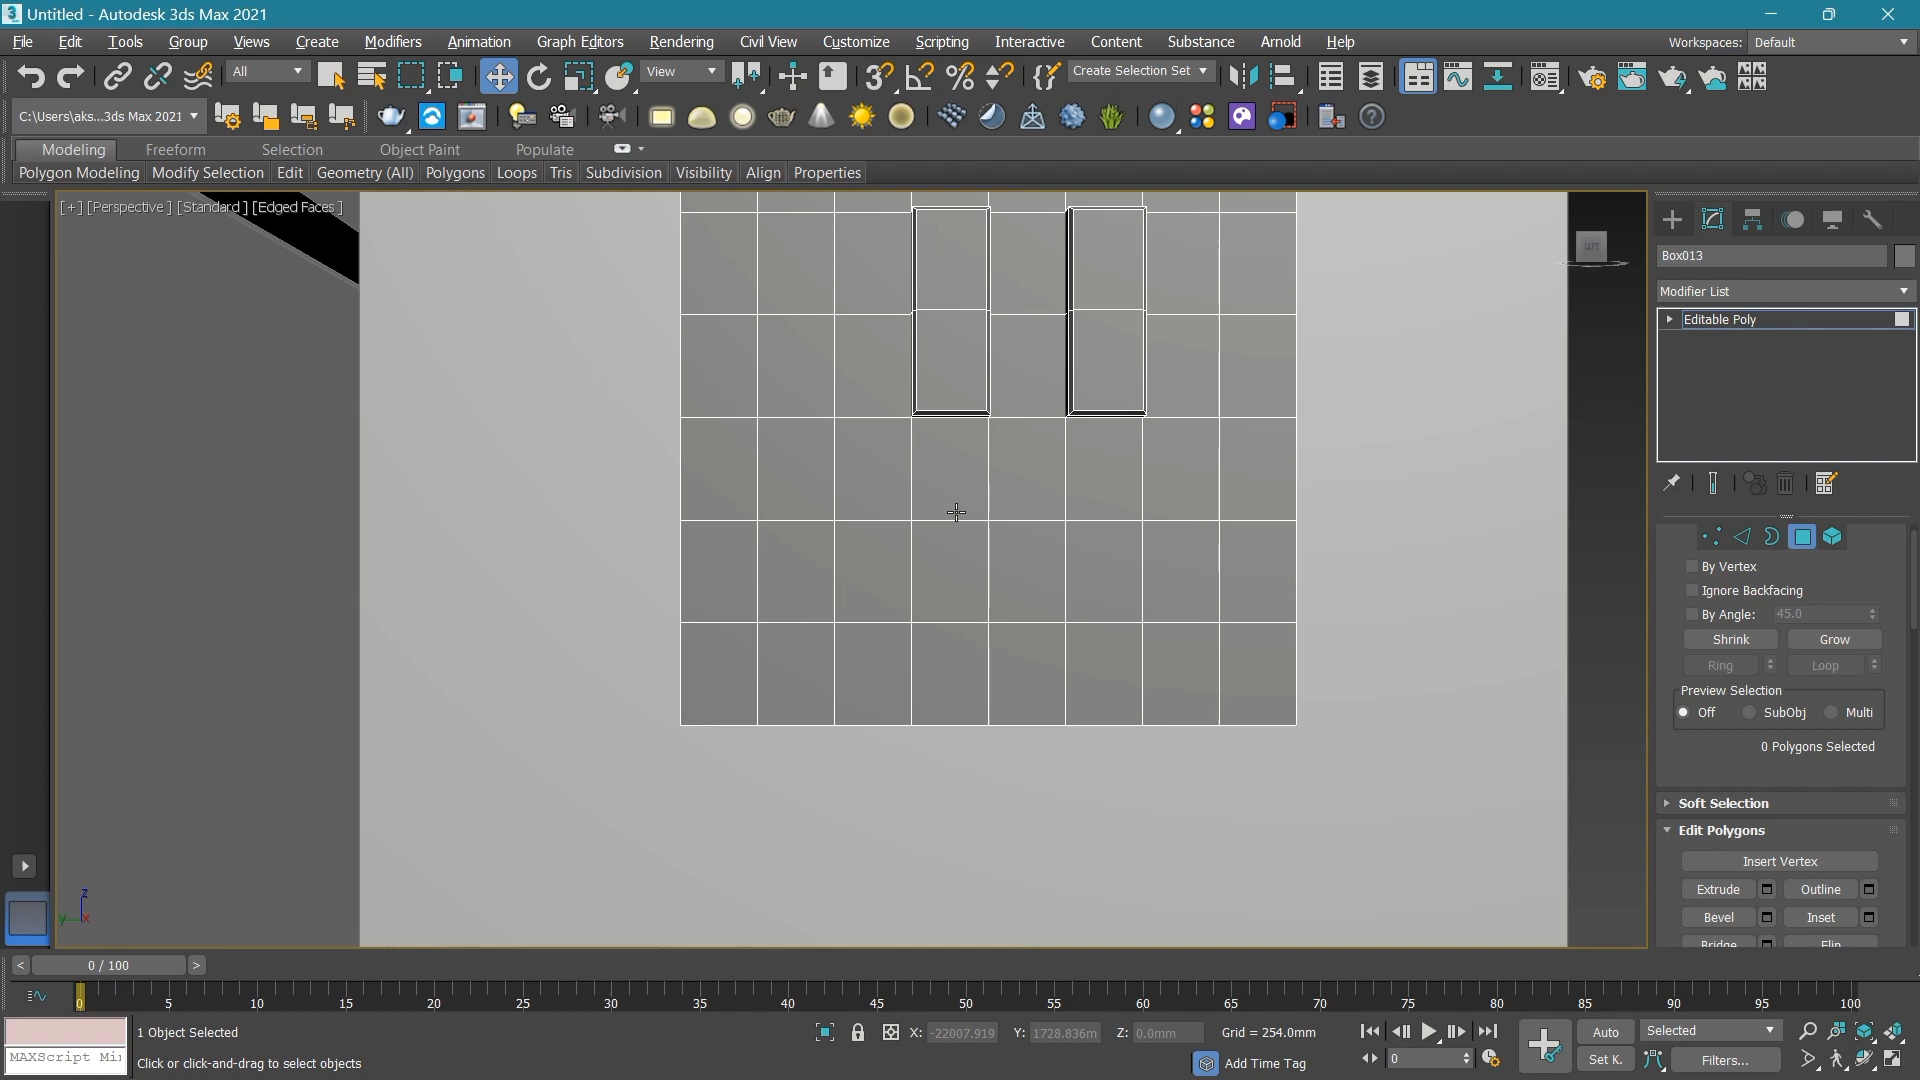 3 Untitled - Autodesk 3ds Max 2021
File Edit Tools Group Views Create Modifiers Animation Graph Editors Rendering Civil View Customize Scripting Interactive Content Substance Arnold Help Workspaces: Default
All View Create Selection Set
C:\Users\aks...3ds Max 2021
Modeling Freeform Selection Object Paint Populate
Polygon Modeling Modify Selection Edit Geometry (All) Polygons Loops Tris Subdivision Visibility Align Properties
[+] [Perspective] [Standard] [Edged Faces]
LEFT
Box013
Modifier List
Editable Poly
By Vertex
Ignore Backfacing
By Angle: 45.0
Shrink Grow
Ring Loop
Preview Selection
Off SubObj Multi
0 Polygons Selected
Soft Selection
Edit Polygons
Insert Vertex
Extrude Outline
Bevel Inset
Bridge Flip
z
y x
< 0 / 100 >
0 5 10 15 20 25 30 35 40 45 50 55 60 65 70 75 80 85 90 95 100
1 Object Selected X: -22007.919 Y: 1728.836m Z: 0.0mm Grid = 254.0mm Auto Selected
MAXScript Mi
Click or click-and-drag to select objects Add Time Tag 0 Set K. Filters...